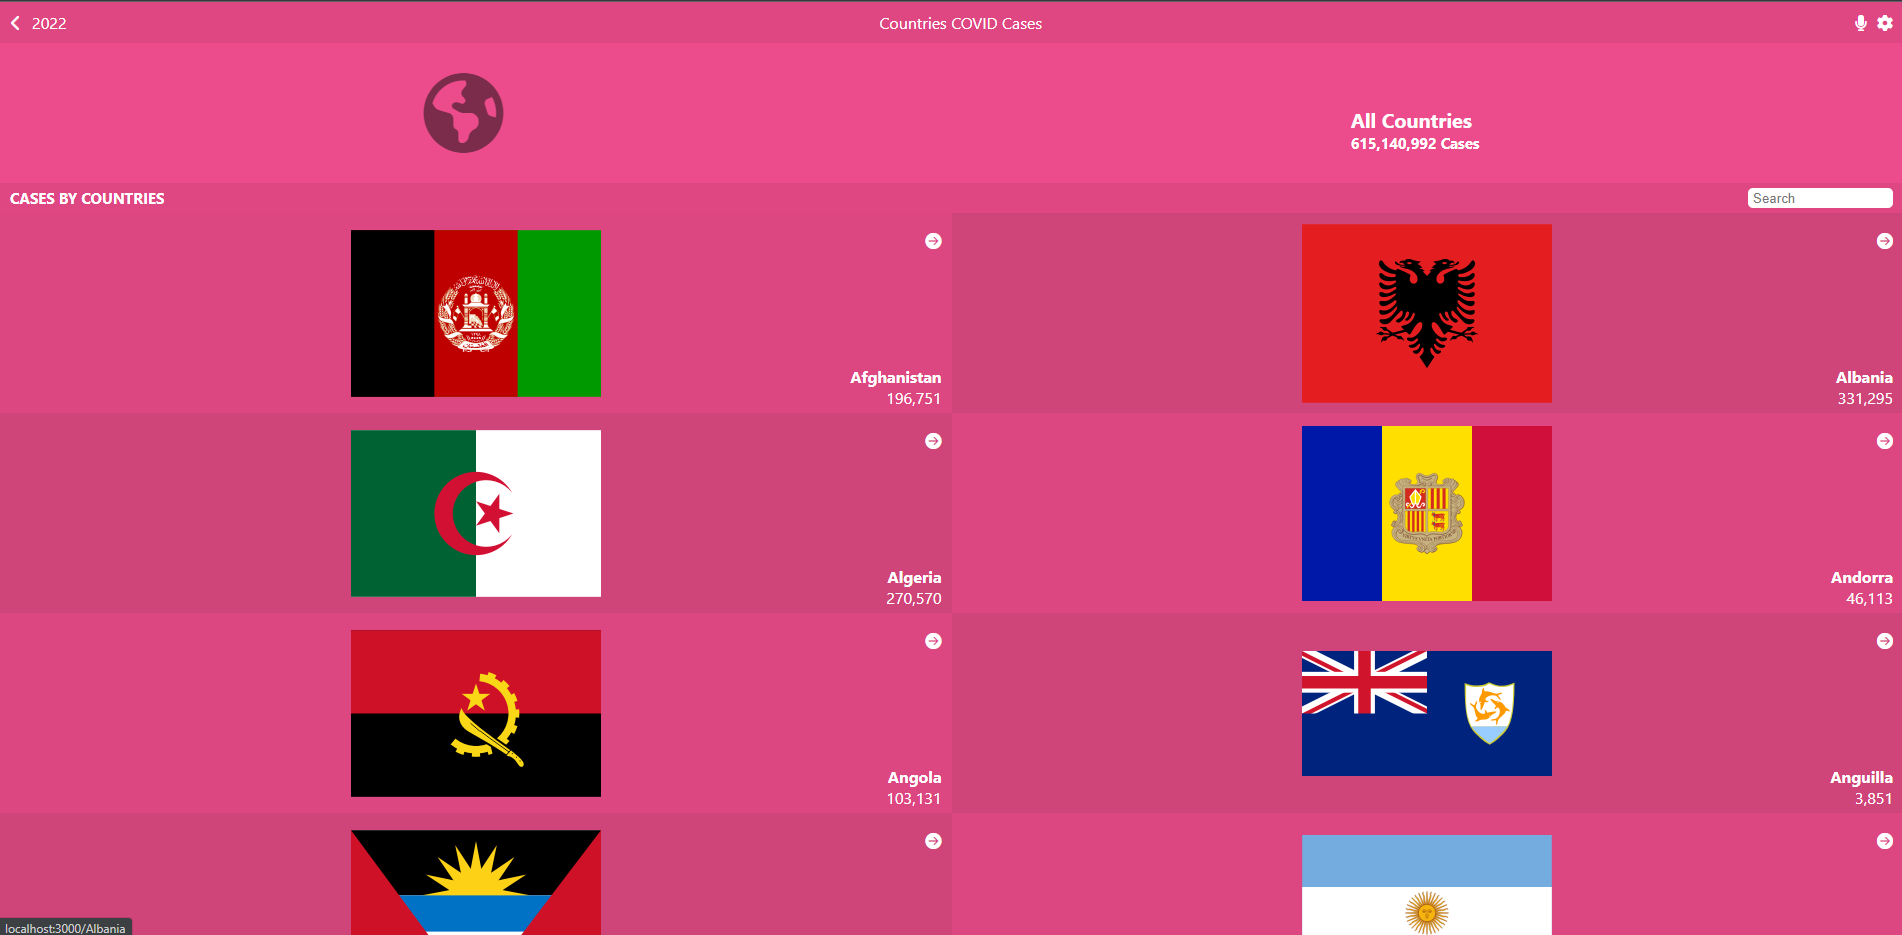 2022
Countries COVID Cases
All Countries
615,140,992 Cases
CASES BY COUNTRIES
Search
Afghanistan
196,751
Albania
331,295
Algeria
270,570
Andorra
46,113
Angola
103,131
Anguilla
3,851
localhost:3000/Albania